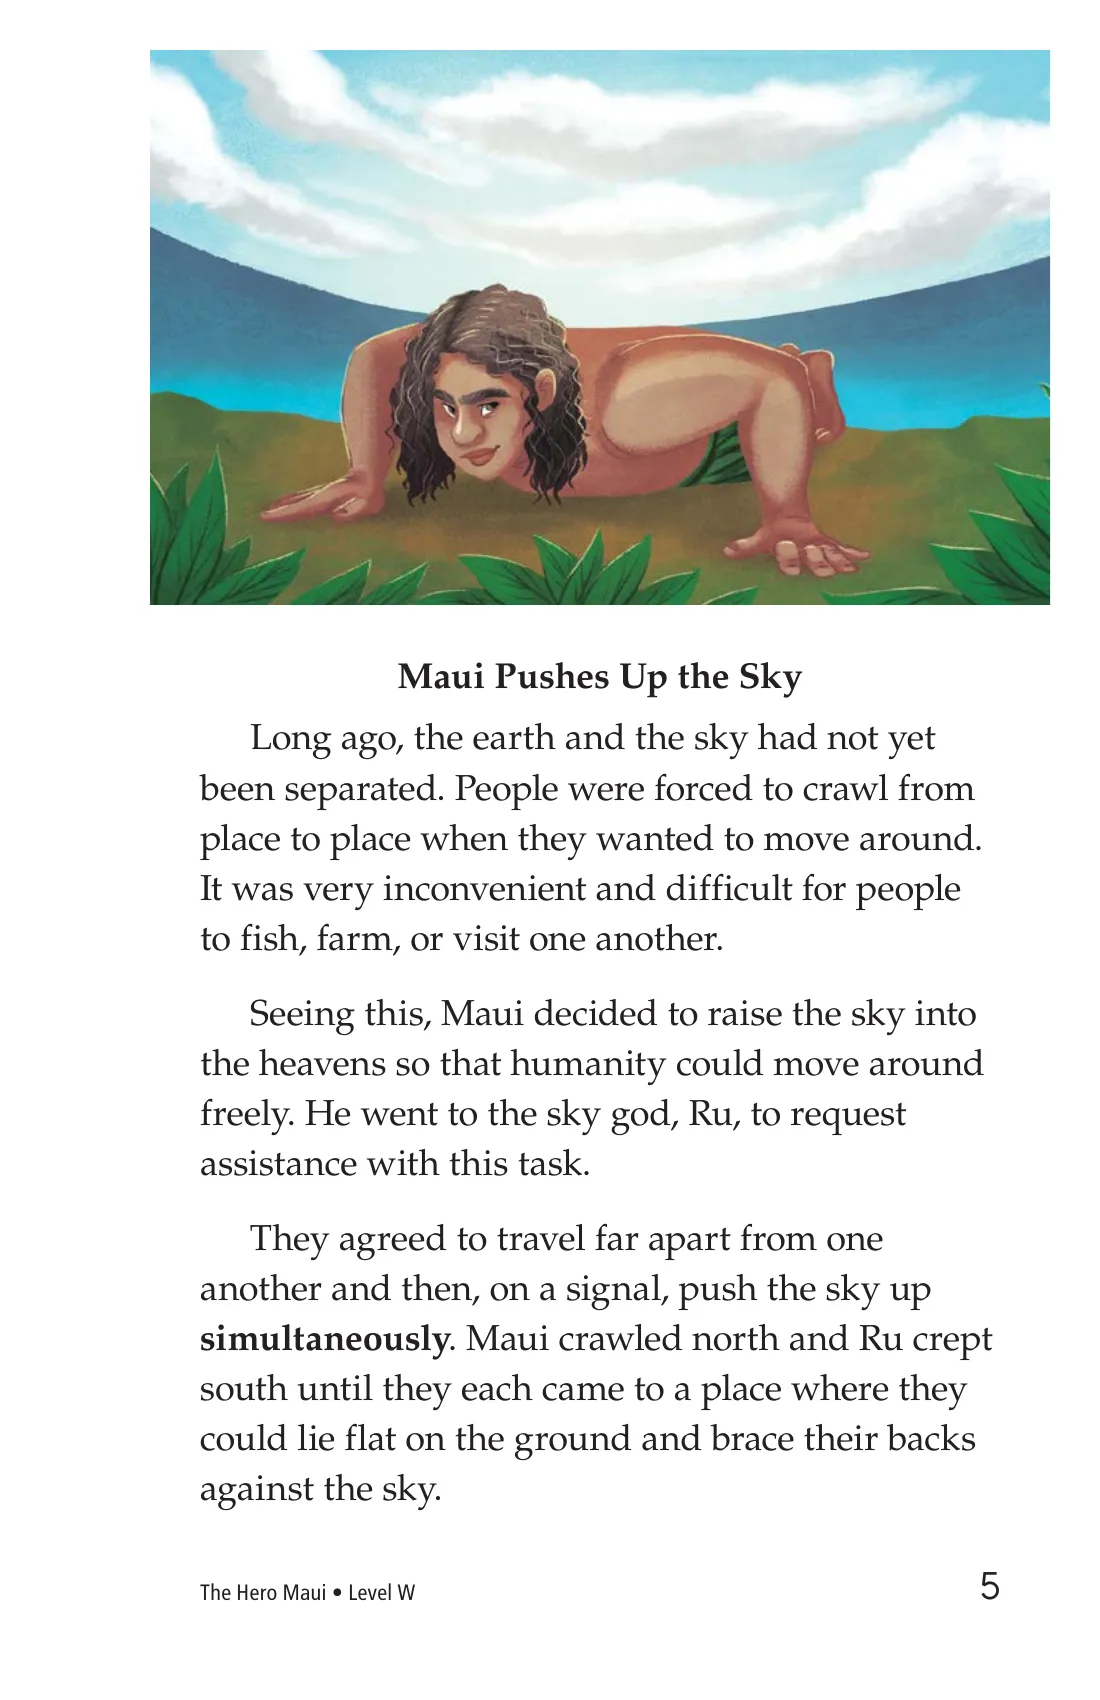 Maui Pushes Up the Sky
Long ago, the earth and the sky had not yet
been separated. People were forced to crawl from
place to place when they wanted to move around.
It was very inconvenient and difficult for people
to fish, farm, or visit one another.
Seeing this, Maui decided to raise the sky into
the heavens so that humanity could move around
freely. He went to the sky god, Ru, to request
assistance with this task.
They agreed to travel far apart from one
another and then, on a signal, push the sky up
simultaneously. Maui crawled north and Ru crept
south until they each came to a place where they
could lie flat on the ground and brace their backs
against the sky.
The Hero Maui • Level W
5